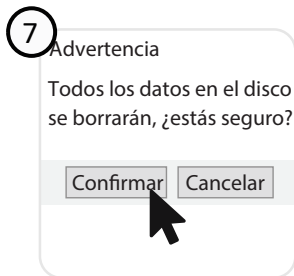 7
Advertencia
Todos los datos en el disco
se borrarán, ¿estás seguro?
Confirmar Cancelar